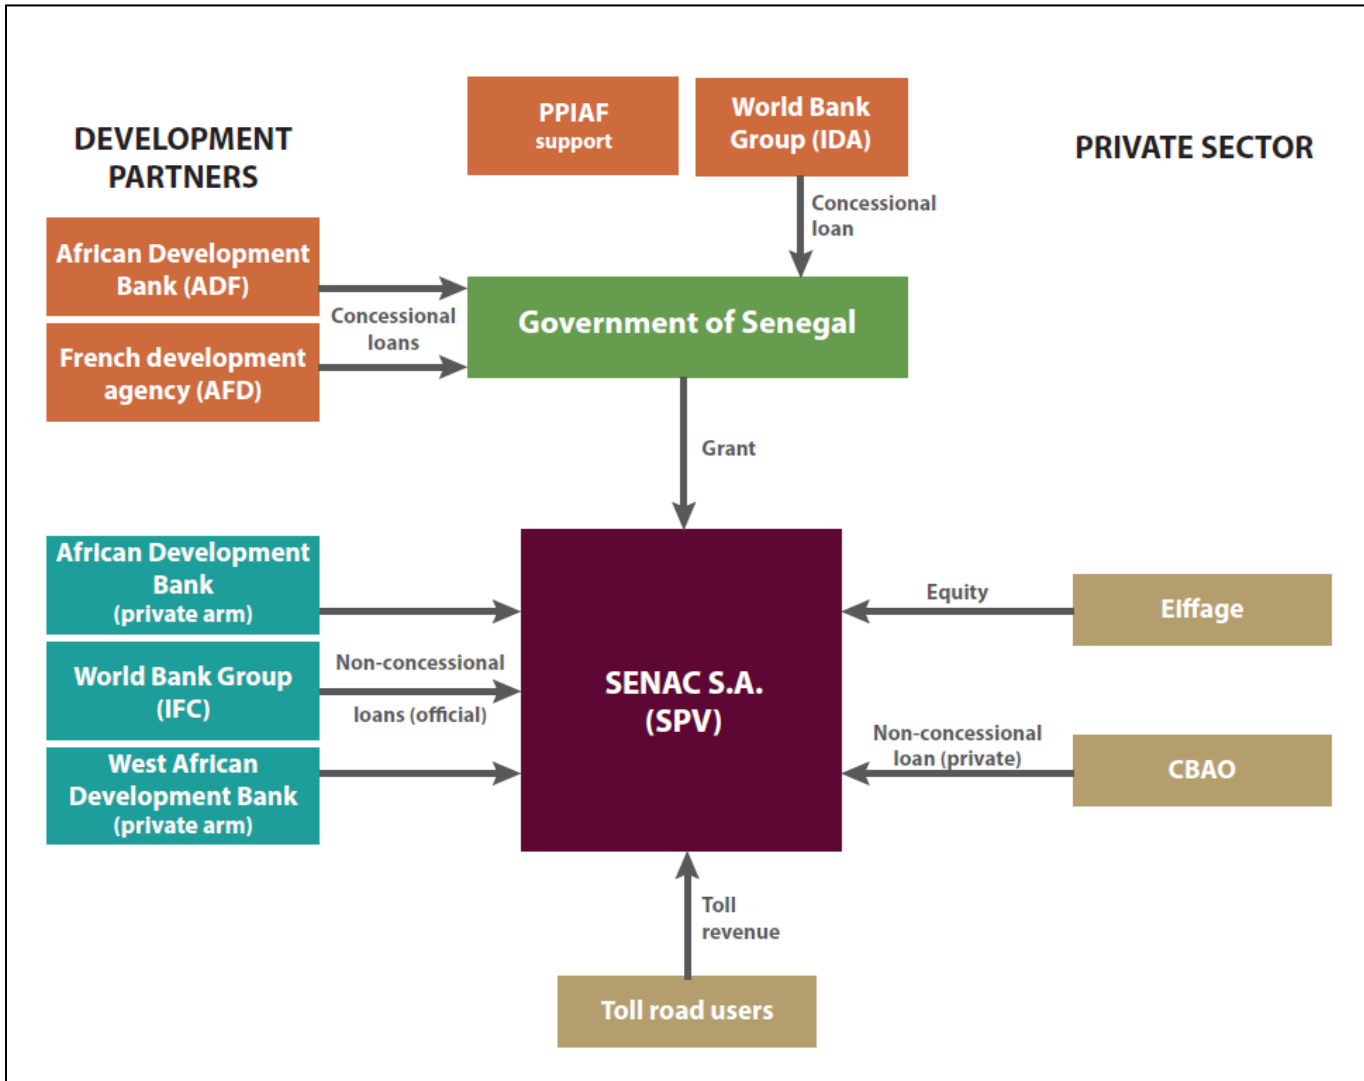 PPIAF
support
World Bank
Group (IDA)
DEVELOPMENT
PARTNERS
PRIVATE SECTOR
Concessional
loan
African Development
Bank (ADF)
French development
agency (AFD)
Concessional
loans
Government of Senegal
Grant
African Development
Bank
(private arm)
World Bank Group
(IFC)
West African
Development Bank
(private arm)
Non-concessional
loans (official)
SENAC S.A.
(SPV)
Equity
Eiffage
Non-concessional
loan (private)
CBAO
Toll
revenue
Toll road users